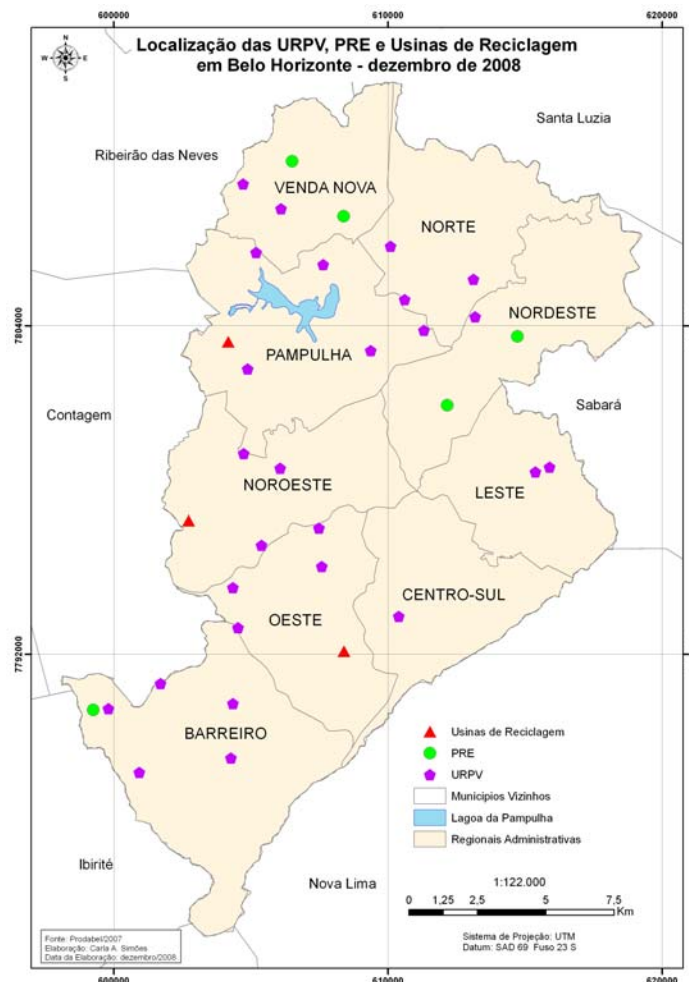 600000
610000
620000
Localização das URPV, PRE e Usinas de Reciclagem
em Belo Horizonte - dezembro de 2008
N
W
E
S
Santa Luzia
Ribeirão das Neves
VENDA NOVA
NORTE
NORDESTE
7804000
7804000
PAMPULHA
Contagem
Sabará
NOROESTE
LESTE
CENTRO-SUL
OESTE
7792000
7792000
BARREIRO
Usinas de Reciclagem
PRE
URPV
Municipios Vizinhos
Lagoa da Pampulha
Regionais Administrativas
Ibirité
Nova Lima
1:122.000
0 1,25 2,5 5 7,5
Km
Fonte: Prodabel/2007
Elaboração: Carla A. Simões
Data da Elaboração: dezembro/2008
Sistema de Projeção: UTM
Datum: SAD 69 Fuso 23 S
600000
610000
620000